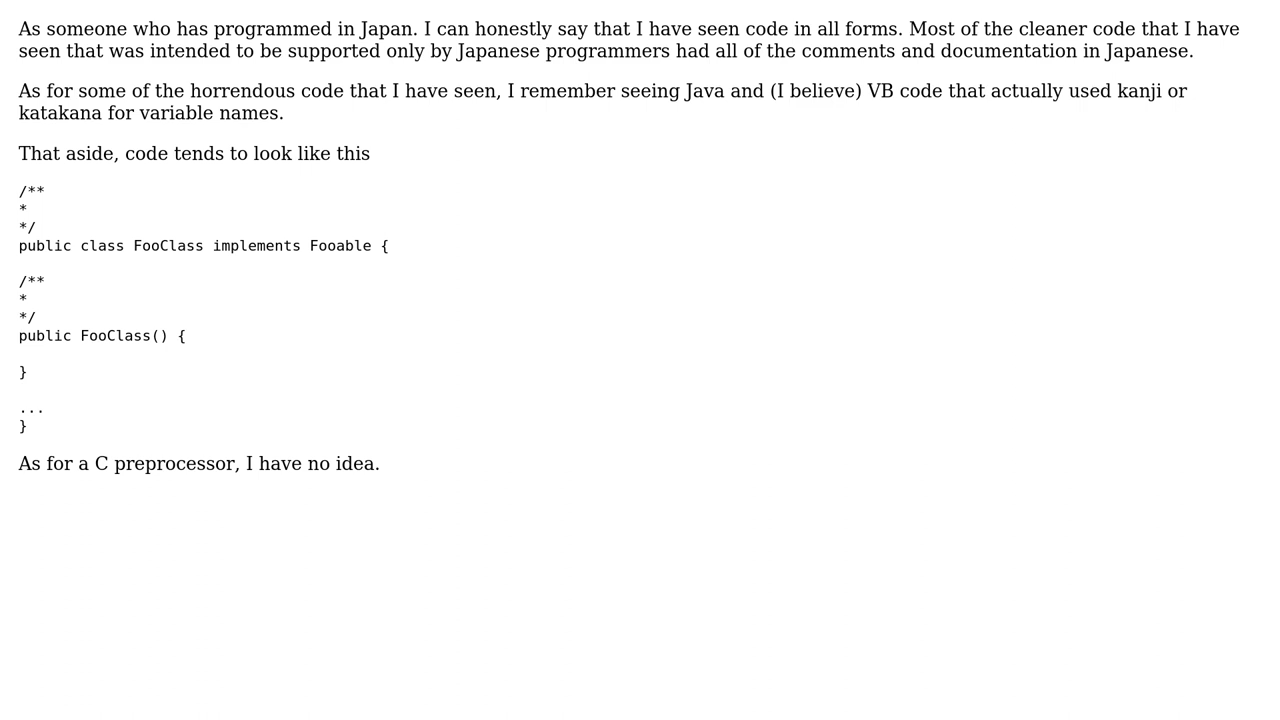 As someone who has programmed in Japan. I can honestly say that I have seen code in all forms. Most of the cleaner code that I have
seen that was intended to be supported only by Japanese programmers had all of the comments and documentation in Japanese.
As for some of the horrendous code that I have seen, I remember seeing Java and (I believe) VB code that actually used kanji or
katakana for variable names.
That aside, code tends to look like this
/**
*
*/
public class FooClass implements Fooable {
/**
*
*/
public FooClass() {
}
...
}
As for a C preprocessor, I have no idea.